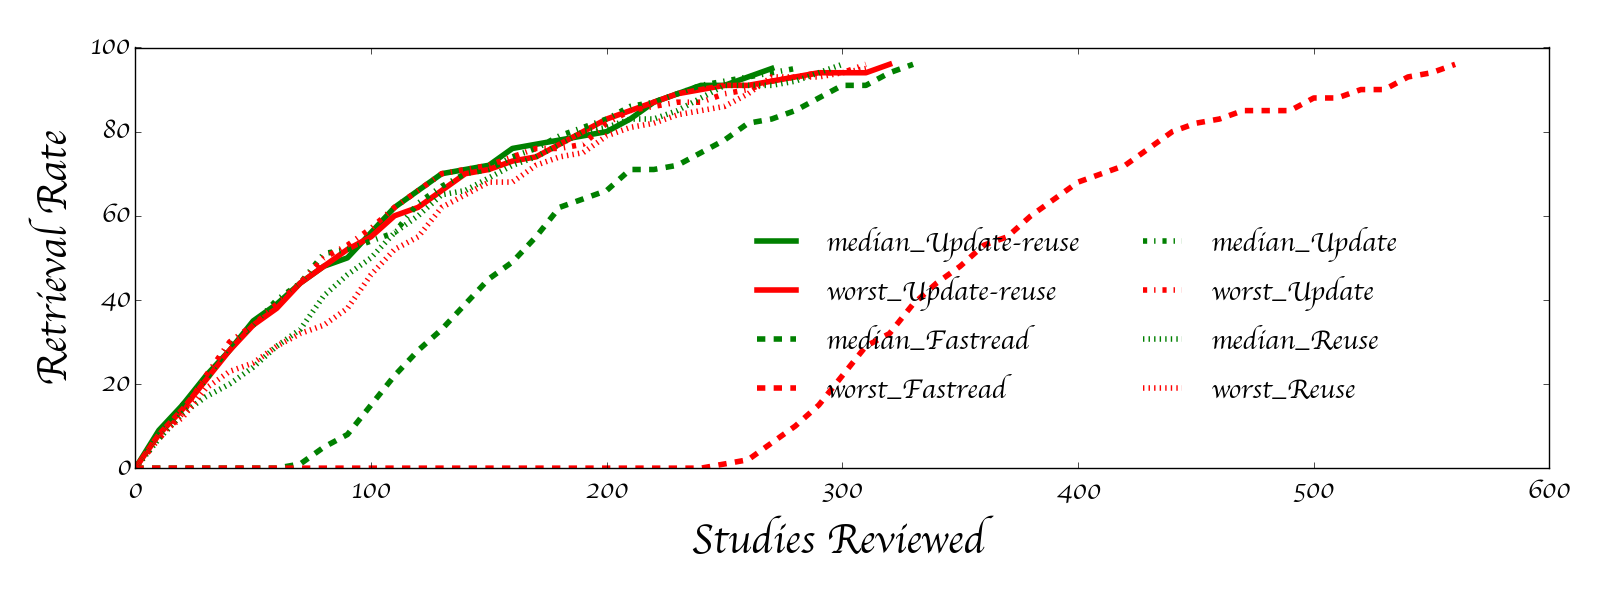 100
80
60
40
20
0
Retrieval Rate
median_Update-reuse
worst_Update-reuse
median_Fastread
worst_Fastread
median_Update
worst_Update
median_Reuse
worst_Reuse
0 100 200 300 400 500 600
Studies Reviewed